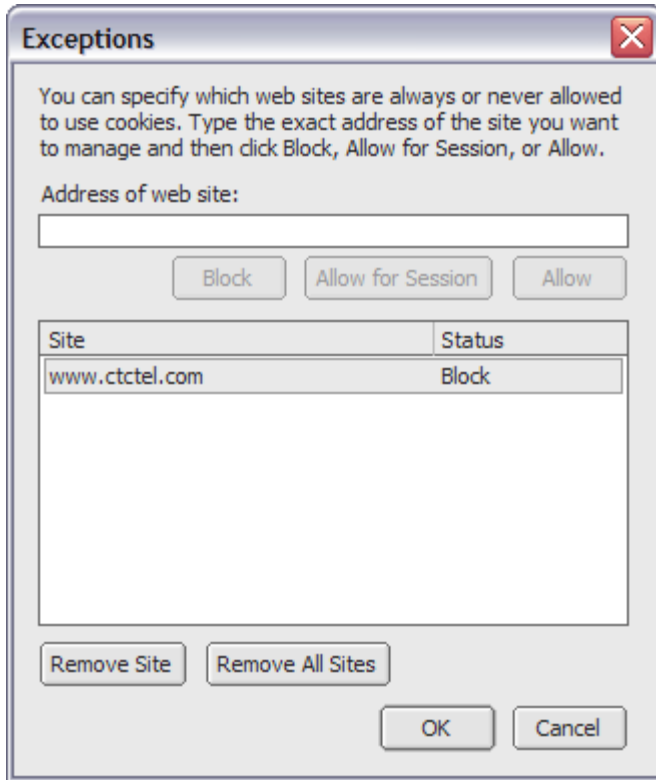 Exceptions
You can specify which web sites are always or never allowed
to use cookies. Type the exact address of the site you want
to manage and then click Block, Allow for Session, or Allow.
Address of web site:
Block Allow for Session Allow
Site Status
www.ctctel.com Block
Remove Site Remove All Sites
OK Cancel